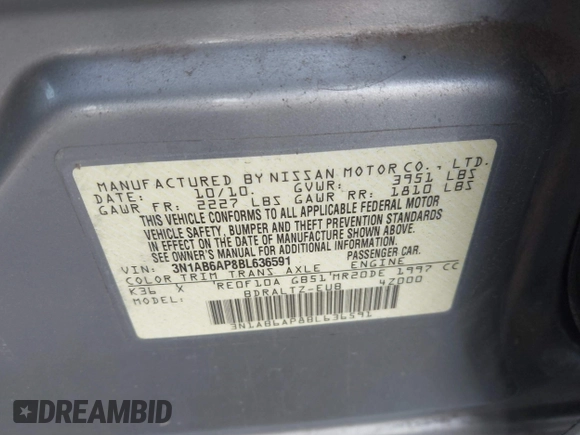 MANUFACTURED BY NISSAN MOTOR CO., LTD.
DATE: 10/10. GVWR: 3951 LBS
GAWR FR: 2227 LBS GAWR RR: 1810 LBS
THIS VEHICLE CONFORMS TO ALL APPLICABLE FEDERAL MOTOR
VEHICLE SAFETY, BUMPER AND THEFT PREVENTION STANDARDS
IN EFFECT ON THE DATE OF MANUFACTURE SHOWN ABOVE.
SEE OWNER'S MANUAL FOR ADDITIONAL INFORMATION.
VIN: 3N1AB6AP8BL636591 PASSENGER CAR.
COLOR TRIM TRANS AXLE ENGINE
K36 X RE0F10A GB51 MR20DE 1997 CC
BDRALTZ-EUB 4Z000
3N1AB6AP8BL636591
DREAMBID